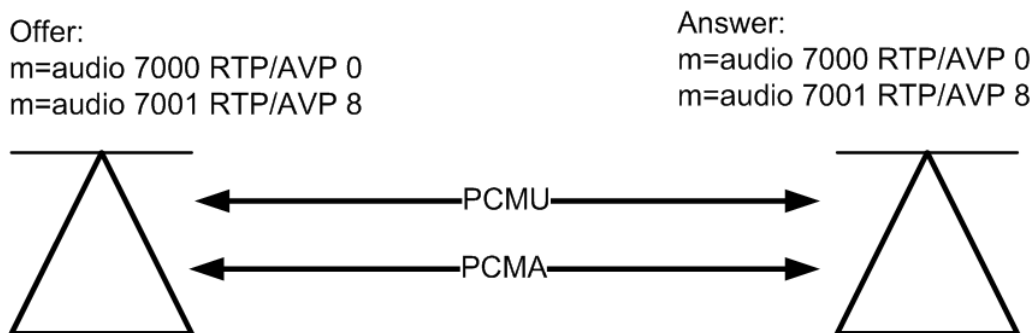 Offer:
m=audio 7000 RTP/AVP 0
m=audio 7001 RTP/AVP 8
Answer:
m=audio 7000 RTP/AVP 0
m=audio 7001 RTP/AVP 8
PCMU
PCMA